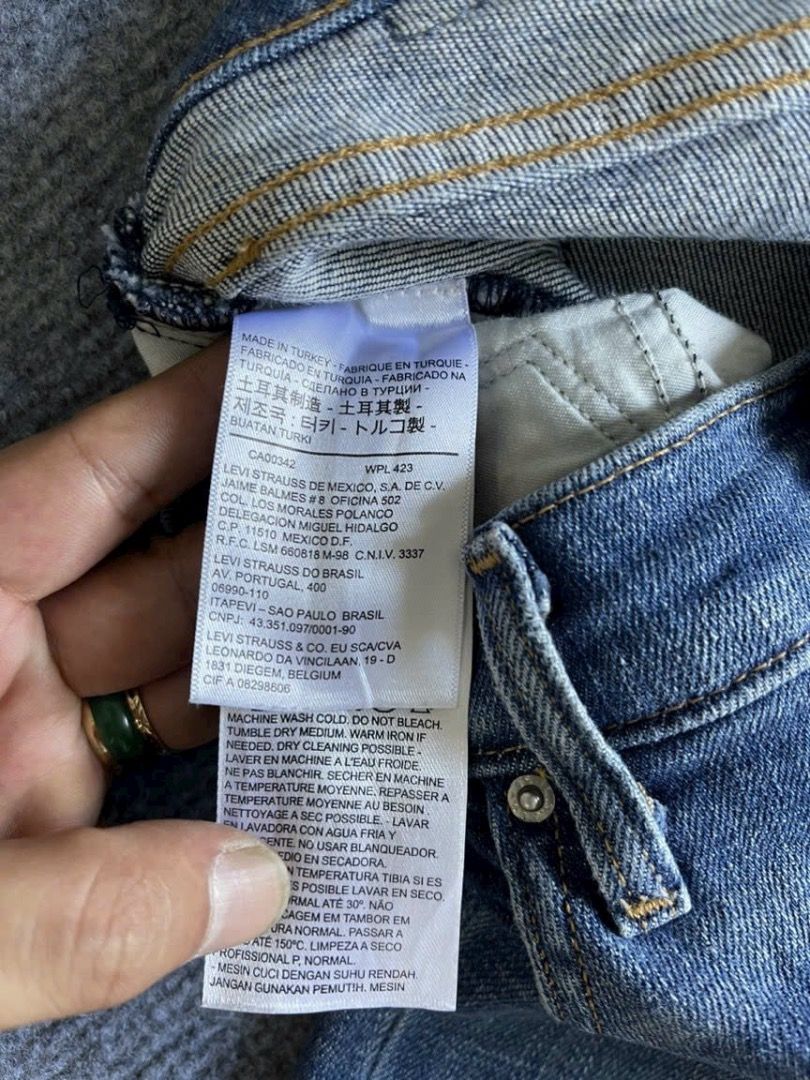 MADE IN TURKEY - FABRIQUE EN TURQUIE -
FABRICADO EN TURQUIA - FABRICADO NA
TURQUIA - СДЕЛАНО В ТУРЦИИ -
土耳其制造 - 土耳其製 -
제조국 : 터키 - トルコ製 -
BUATAN TURKI
CA00342 WPL 423
LEVI STRAUSS DE MEXICO, S.A. DE C.V.
JAIME BALMES # 8 OFICINA 502
COL. LOS MORALES POLANCO
DELEGACION MIGUEL HIDALGO
C.P. 11510 MEXICO D.F.
R.F.C. LSM 660818 M-98 C.N.I.V. 3337
LEVI STRAUSS DO BRASIL
AV. PORTUGAL, 400
06990-110
ITAPEVI – SAO PAULO BRASIL
CNPJ: 43.351.097/0001-90
LEVI STRAUSS & CO. EU SCA/CVA
LEONARDO DA VINCILAAN, 19 - D
1831 DIEGEM, BELGIUM
CIF A 08298606
MACHINE WASH COLD. DO NOT BLEACH.
TUMBLE DRY MEDIUM. WARM IRON IF
NEEDED. DRY CLEANING POSSIBLE -
LAVER EN MACHINE A L'EAU FROIDE.
NE PAS BLANCHIR. SECHER EN MACHINE
A TEMPERATURE MOYENNE. REPASSER A
TEMPERATURE MOYENNE AU BESOIN
NETTOYAGE A SEC POSSIBLE. - LAVAR
EN LAVADORA CON AGUA FRIA Y
NO USAR BLANQUEADOR.
EN SECADORA.
TEMPERATURA TIBIA SI ES
POSIBLE LAVAR EN SECO.
ATÉ 30º. NÃO
EM TAMBOR EM
NORMAL. PASSAR A
ATÉ 150ºC. LIMPEZA A SECO
PROFISSIONAL P, NORMAL.
- MESIN CUCI DENGAN SUHU RENDAH.
JANGAN GUNAKAN PEMUTIH. MESIN